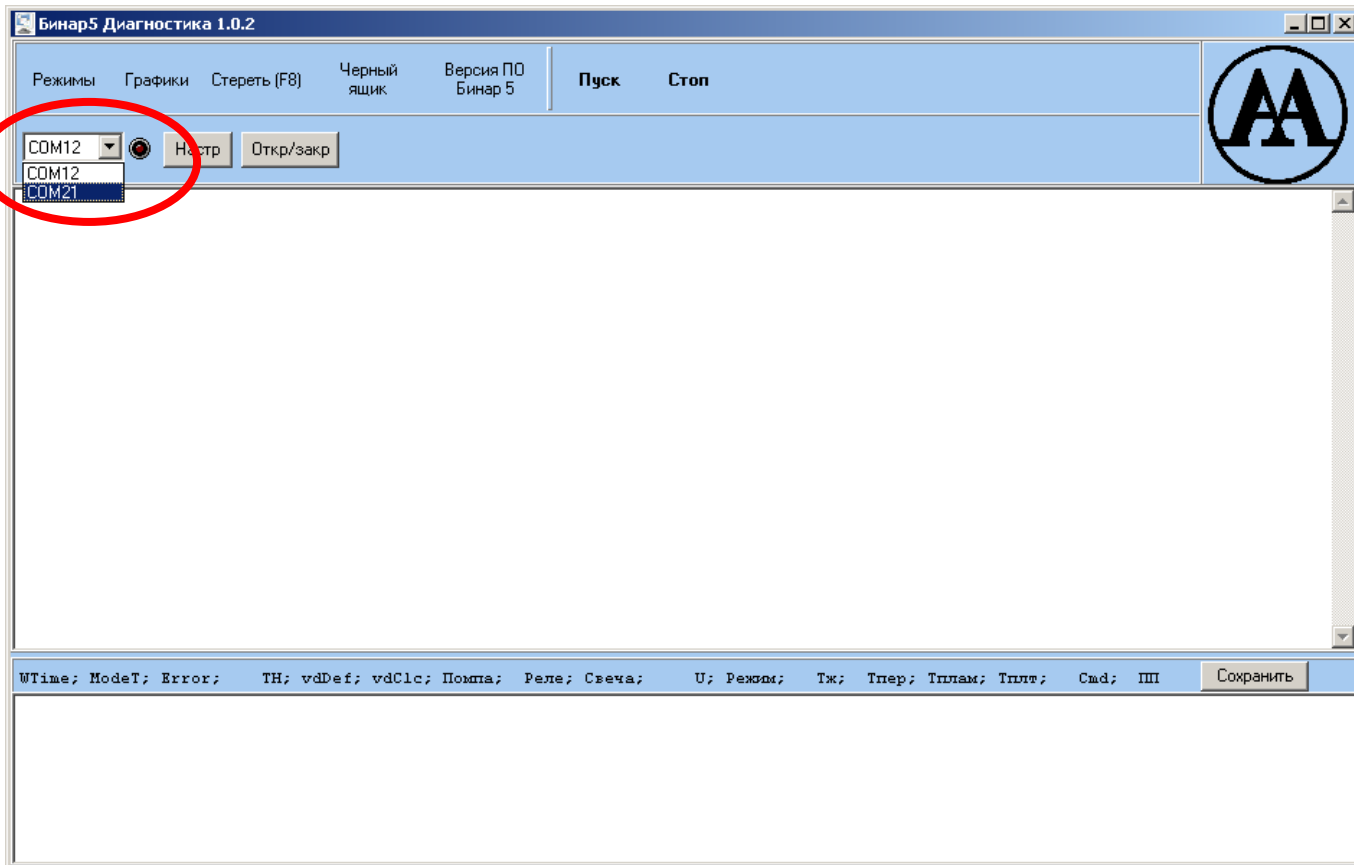 Бинар5 Диагностика 1.0.2
Режимы Графики Стереть (F8) Черный ящик Версия ПО Бинар 5 Пуск Стоп
COM12 Настр Откр/закр
COM12
COM21
WTime; ModeT; Error; TH; vdDef; vdClc; Помпа; Реле; Свеча; U; Режим; Тж; Тпер; Тплам; Тплт; Cmd; ПП Сохранить